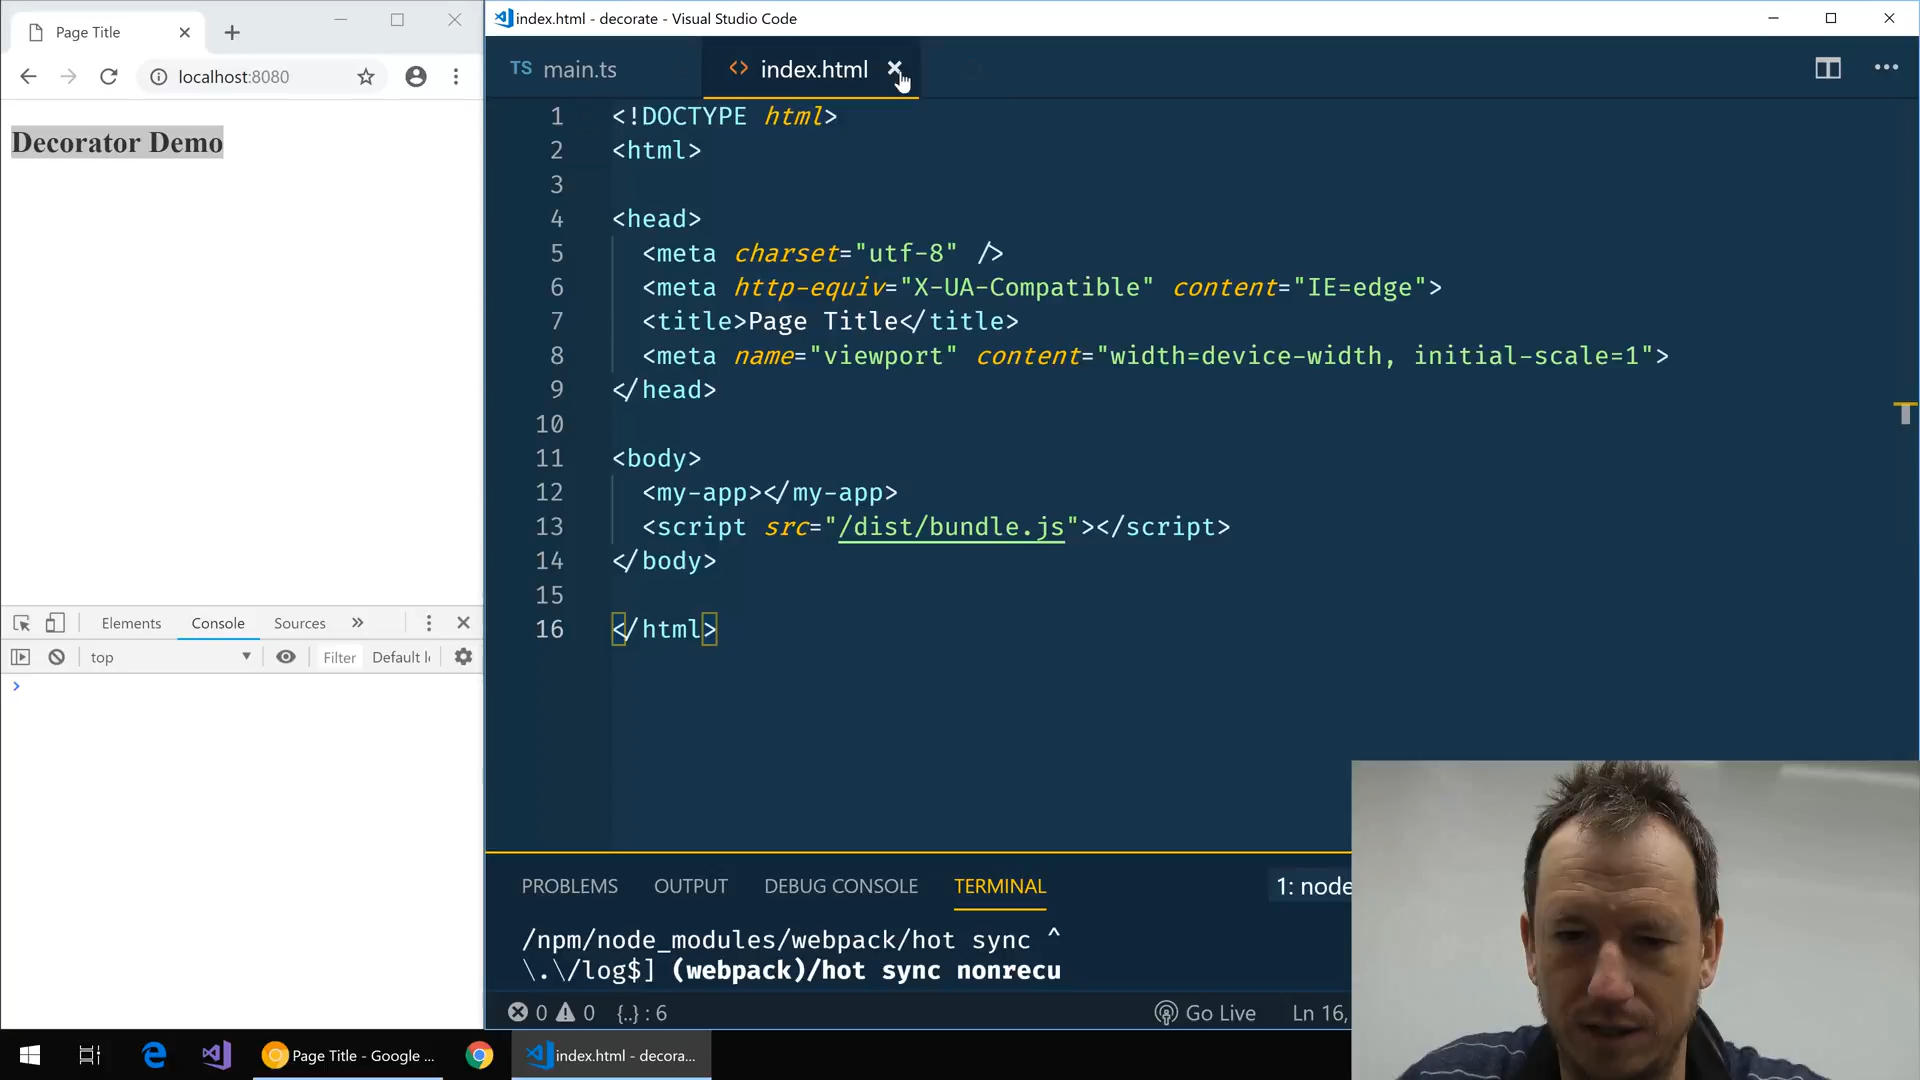 Page Title
localhost:8080
Decorator Demo
Elements
Console
Sources
top
Filter
Default l
index.html - decorate - Visual Studio Code
TS main.ts
<> index.html
1 <!DOCTYPE html>
2 <html>
3
4 <head>
5 <meta charset="utf-8" />
6 <meta http-equiv="X-UA-Compatible" content="IE=edge">
7 <title>Page Title</title>
8 <meta name="viewport" content="width=device-width, initial-scale=1">
9 </head>
10
11 <body>
12 <my-app></my-app>
13 <script src="/dist/bundle.js"></script>
14 </body>
15
16 </html>
PROBLEMS
OUTPUT
DEBUG CONSOLE
TERMINAL
1: node
/npm/node_modules/webpack/hot sync ^
\.\/log$] (webpack)/hot sync nonrecu
0 0 {..} : 6
Go Live
Ln 16,
Page Title - Google ...
index.html - decora...